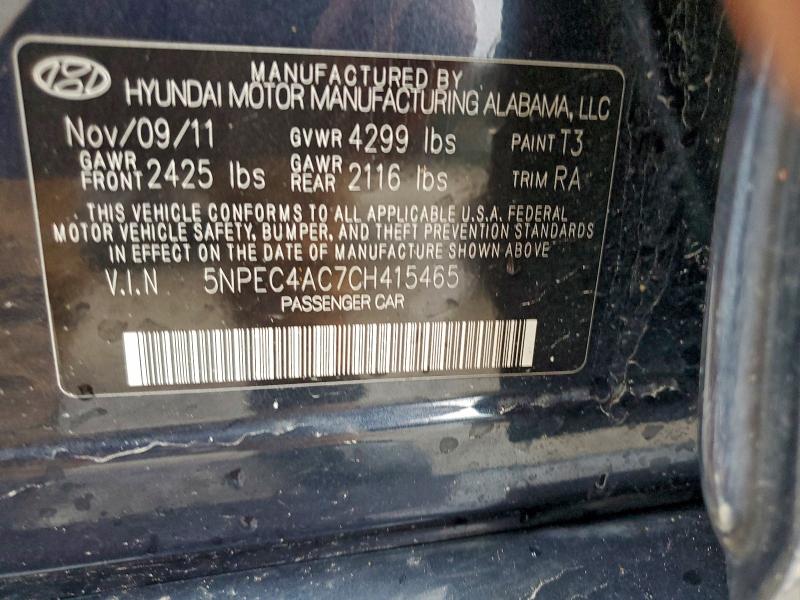 MANUFACTURED BY
HYUNDAI MOTOR MANUFACTURING ALABAMA, LLC
Nov/09/11 GVWR 4299 lbs PAINT T3
GAWR FRONT 2425 lbs GAWR REAR 2116 lbs TRIM RA
THIS VEHICLE CONFORMS TO ALL APPLICABLE U.S.A. FEDERAL
MOTOR VEHICLE SAFETY, BUMPER, AND THEFT PREVENTION STANDARDS
IN EFFECT ON THE DATE OF MANUFACTURE SHOWN ABOVE
V.I.N 5NPEC4AC7CH415465
PASSENGER CAR